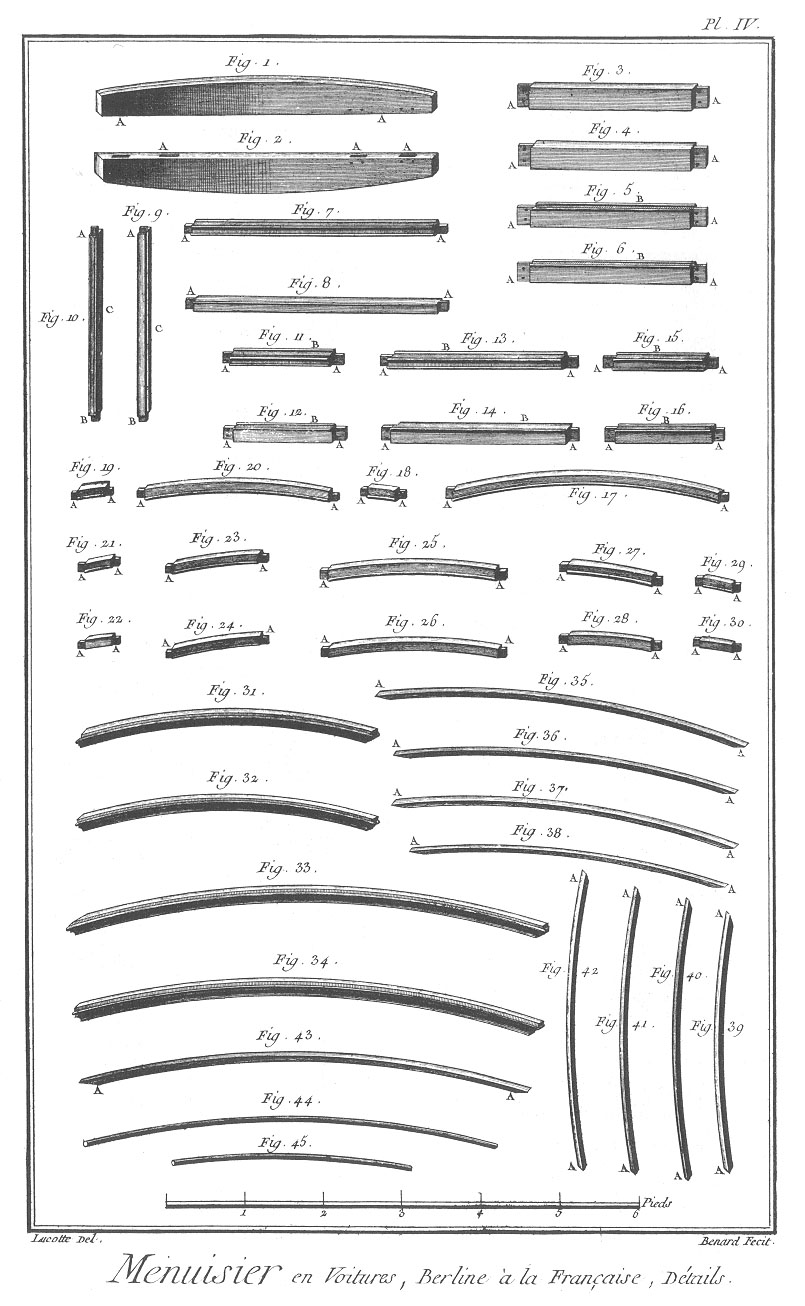 Pl. IV.
Fig. 1.
A A
Fig. 2.
A A A
Fig. 3.
A A
Fig. 4.
A A
Fig. 5.
B
A A
Fig. 6.
B
A A
Fig. 9.
A A
Fig. 10.
C C
B B
Fig. 7.
A A
Fig. 8.
A A
Fig. 11.
B
A A
Fig. 13.
B
A A
Fig. 15.
B
A A
Fig. 12.
B
A A
Fig. 14.
B
A A
Fig. 16.
B
A A
Fig. 19.
A A
Fig. 20.
A A
Fig. 18.
A A
Fig. 17.
A A
Fig. 21.
A A
Fig. 23.
A A
Fig. 25.
A A
Fig. 27.
A A
Fig. 29.
A A
Fig. 22.
A A
Fig. 24.
A A
Fig. 26.
A A
Fig. 28.
A A
Fig. 30.
A A
Fig. 31.
Fig. 35.
A A
Fig. 36.
A A
Fig. 32.
Fig. 37.
A A
Fig. 38.
A A
Fig. 33.
Fig. 34.
A A A A
Fig. 42
Fig. 40.
Fig. 41.
Fig. 39
A A A A
Fig. 43.
A A
Fig. 44.
Fig. 45.
Pieds
1 2 3 4 5 6
Lucotte Del.
Benard Fecit.
Menuisier en Voitures, Berline à la Française, Détails.